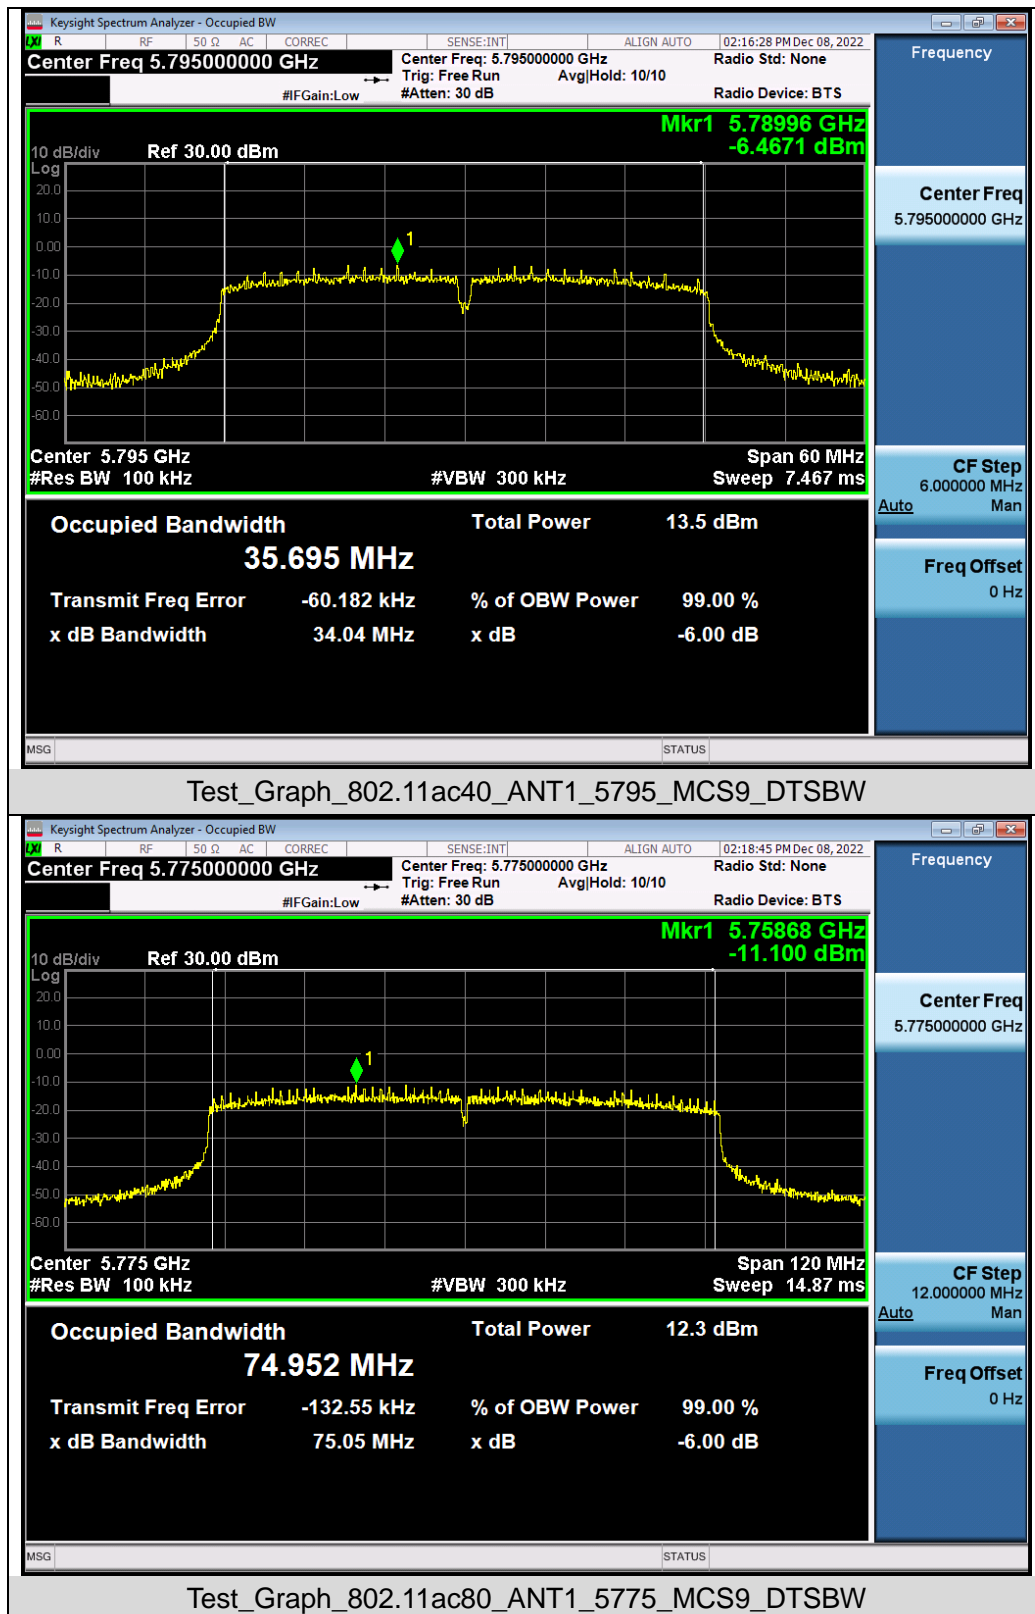 Keysight Spectrum Analyzer - Occupied BW
LXI R RF 50 Ω AC CORREC SENSE:INT ALIGN AUTO 02:16:28 PM Dec 08, 2022
Center Freq 5.795000000 GHz
Center Freq: 5.795000000 GHz
Radio Std: None
Trig: Free Run Avg|Hold: 10/10
#IFGain:Low
#Atten: 30 dB
Radio Device: BTS
Mkr1 5.78996 GHz
-6.4671 dBm
10 dB/div Ref 30.00 dBm
Log
20.0
10.0
1
0.00
-10.0
-20.0
-30.0
-40.0
-50.0
-60.0
Center 5.795 GHz Span 60 MHz
#Res BW 100 kHz #VBW 300 kHz Sweep 7.467 ms
Occupied Bandwidth Total Power 13.5 dBm
35.695 MHz
Transmit Freq Error -60.182 kHz % of OBW Power 99.00 %
x dB Bandwidth 34.04 MHz x dB -6.00 dB
MSG STATUS
Frequency
Center Freq
5.795000000 GHz
CF Step
6.000000 MHz
Auto Man
Freq Offset
0 Hz
Test_Graph_802.11ac40_ANT1_5795_MCS9_DTSBW
Keysight Spectrum Analyzer - Occupied BW
LXI R RF 50 Ω AC CORREC SENSE:INT ALIGN AUTO 02:18:45 PM Dec 08, 2022
Center Freq 5.775000000 GHz
Center Freq: 5.775000000 GHz
Radio Std: None
Trig: Free Run Avg|Hold: 10/10
#IFGain:Low
#Atten: 30 dB
Radio Device: BTS
Mkr1 5.75868 GHz
-11.100 dBm
10 dB/div Ref 30.00 dBm
Log
20.0
10.0
0.00
1
-10.0
-20.0
-30.0
-40.0
-50.0
-60.0
Center 5.775 GHz Span 120 MHz
#Res BW 100 kHz #VBW 300 kHz Sweep 14.87 ms
Occupied Bandwidth Total Power 12.3 dBm
74.952 MHz
Transmit Freq Error -132.55 kHz % of OBW Power 99.00 %
x dB Bandwidth 75.05 MHz x dB -6.00 dB
MSG STATUS
Frequency
Center Freq
5.775000000 GHz
CF Step
12.000000 MHz
Auto Man
Freq Offset
0 Hz
Test_Graph_802.11ac80_ANT1_5775_MCS9_DTSBW